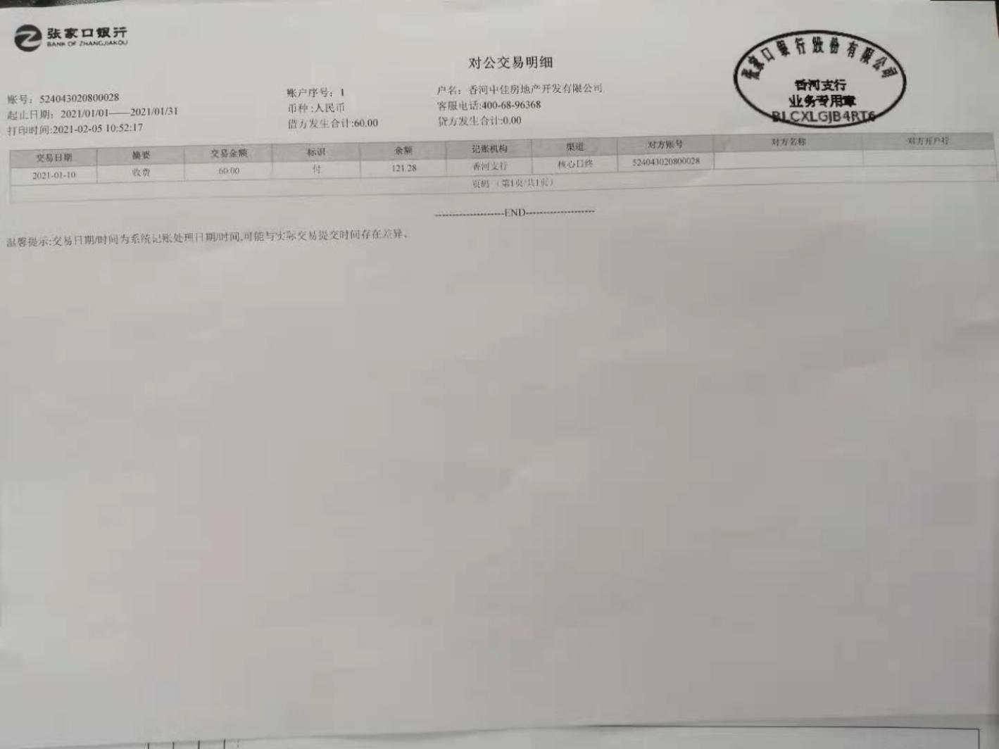 张家口银行
BANK OF ZHANGJIAKOU
对公交易明细
张家口银行股份有限公司
香河支行
业务专用章
BLCXLGJB4RT6
账号：524043020800028 账户序号：1 户名：香河中佳房地产开发有限公司
起止日期：2021/01/01——2021/01/31 币种:人民币 客服电话:400-68-96368
打印时间:2021-02-05 10:52:17 借方发生合计:60.00 贷方发生合计:0.00
交易日期 摘要 交易金额 标识 余额 记账机构 渠道 对方账号 对方名称 对方开户行
2021-01-10 收费 60.00 付 121.28 香河支行 核心日终 524043020800028
页码 （第1页/共1页）
--------------------END--------------------
温馨提示:交易日期/时间为系统记账处理日期/时间,可能与实际交易提交时间存在差异。